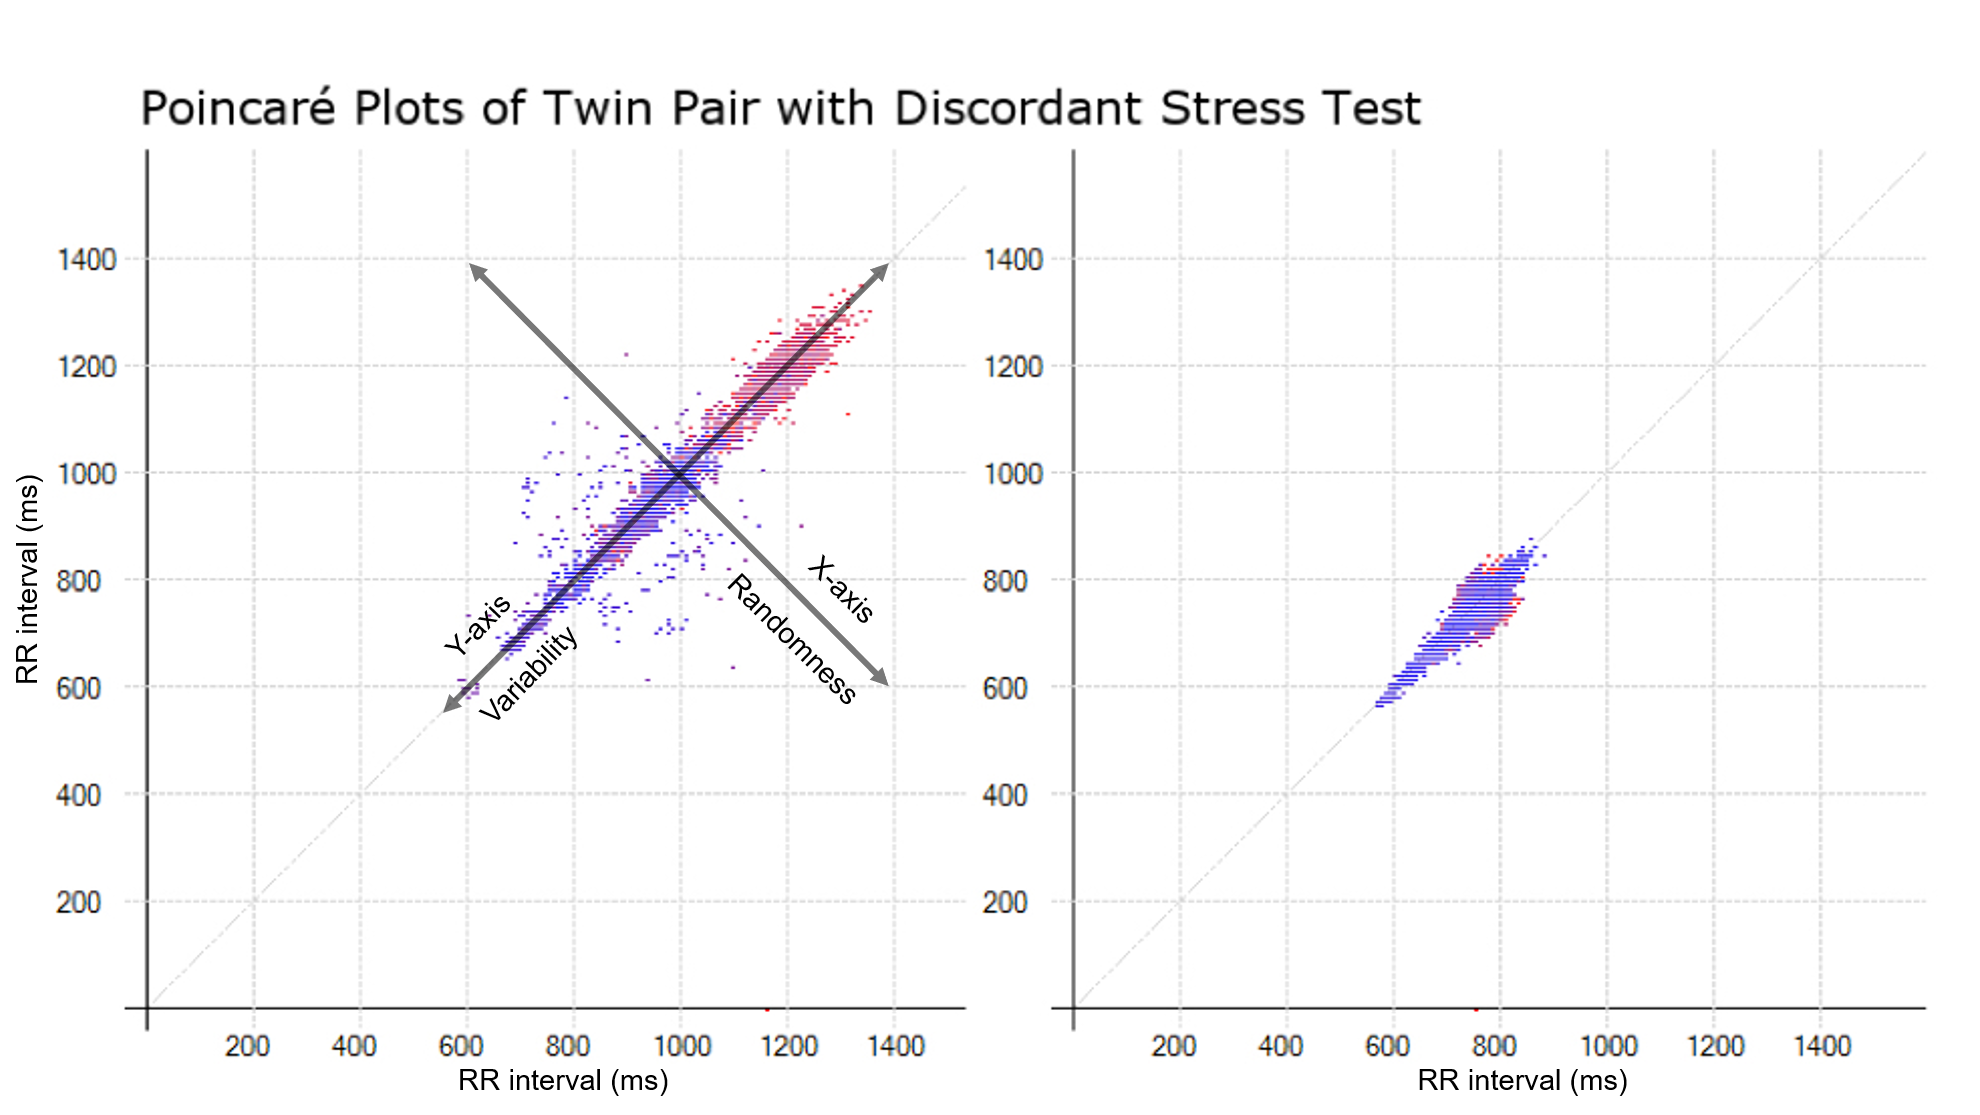 Poincaré Plots of Twin Pair with Discordant Stress Test
1400
1200
1000
800
600
400
200
RR interval (ms)
Y-axis
Variability
X-axis
Randomness
200 400 600 800 1000 1200 1400
RR interval (ms)
1400
1200
1000
800
600
400
200
200 400 600 800 1000 1200 1400
RR interval (ms)